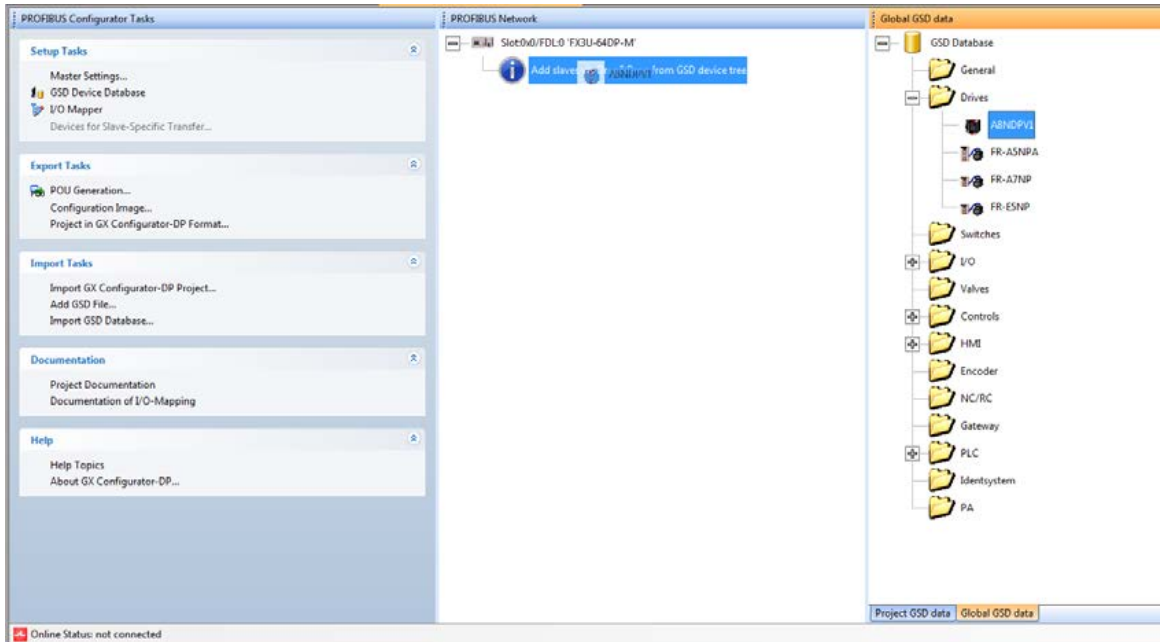 PROFIBUS Configurator Tasks
Setup Tasks
Master Settings...
GSD Device Database
I/O Mapper
Devices for Slave-Specific Transfer...
Export Tasks
POU Generation...
Configuration Image...
Project in GX Configurator-DP Format...
Import Tasks
Import GX Configurator-DP Project...
Add GSD File...
Import GSD Database...
Documentation
Project Documentation
Documentation of I/O-Mapping
Help
Help Topics
About GX Configurator-DP...
PROFIBUS Network
Slot:0x0/FDL:0 'FX3U-64DP-M'
Add slaves from GSD device tree
A8NDPV1
Global GSD data
GSD Database
General
Drives
A8NDPV1
FR-A5NPA
FR-A7NP
FR-E5NP
Switches
I/O
Valves
Controls
HMI
Encoder
NC/RC
Gateway
PLC
Identsystem
PA
Project GSD data
Global GSD data
Online Status: not connected